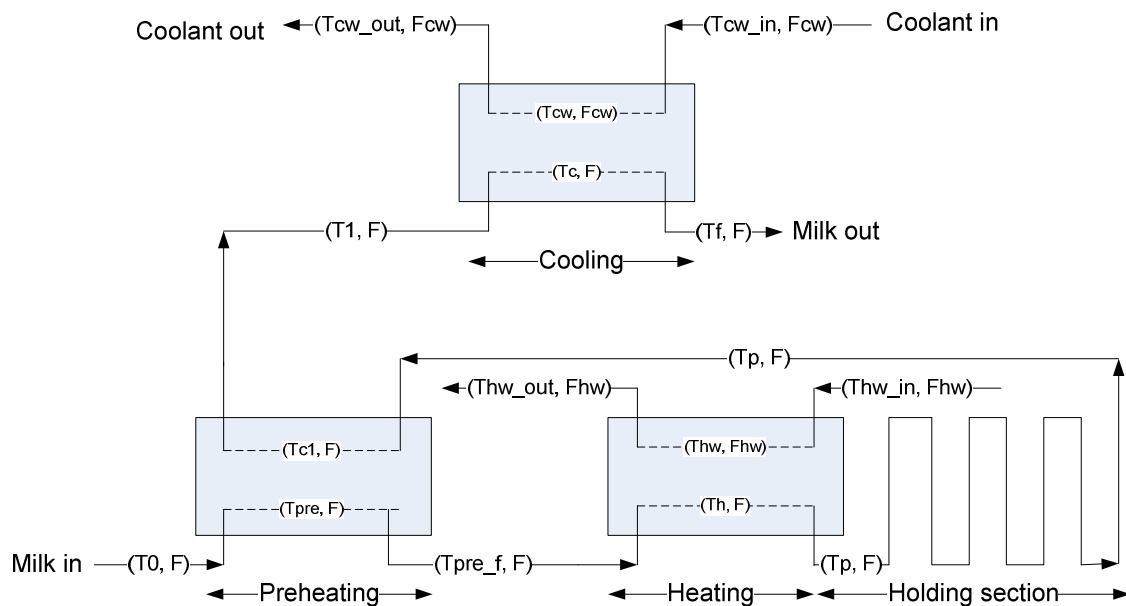 Coolant out
(Tcw_out, Fcw)
(Tcw_in, Fcw)
Coolant in
(Tcw, Fcw)
(Tc, F)
(T1, F)
(Tf, F)
Milk out
Cooling
(Tp, F)
(Thw_out, Fhw)
(Thw_in, Fhw)
(Tc1, F)
(Thw, Fhw)
(Tpre, F)
(Th, F)
Milk in
(T0, F)
(Tpre_f, F)
(Tp, F)
Preheating
Heating
Holding section